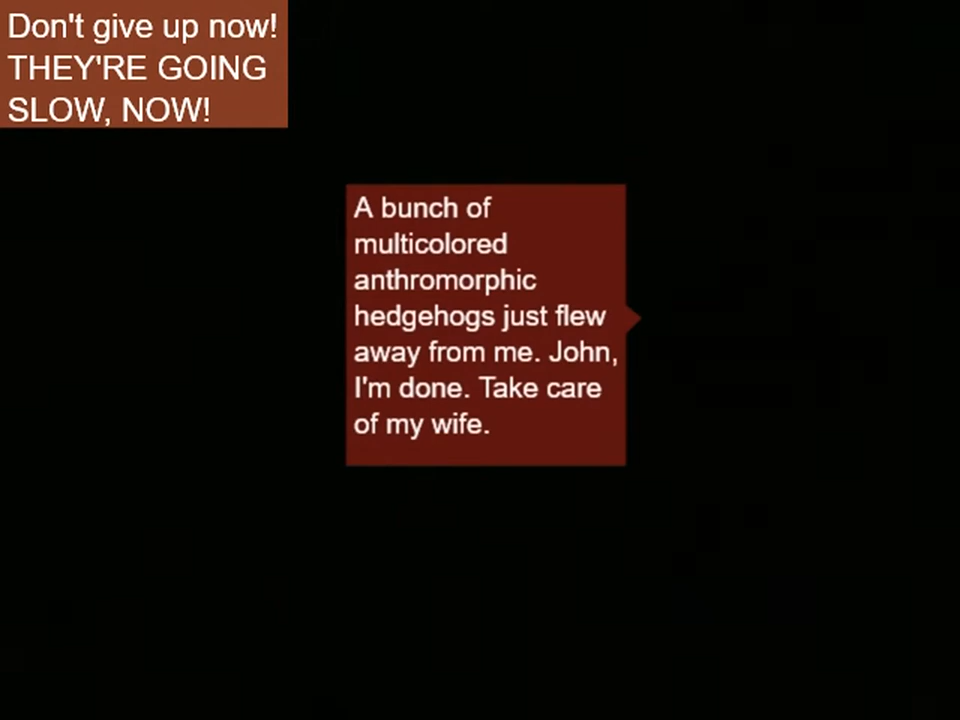 Don't give up now!
THEY'RE GOING
SLOW, NOW!
A bunch of
multicolored
anthromorphic
hedgehogs just flew
away from me. John,
I'm done. Take care
of my wife.